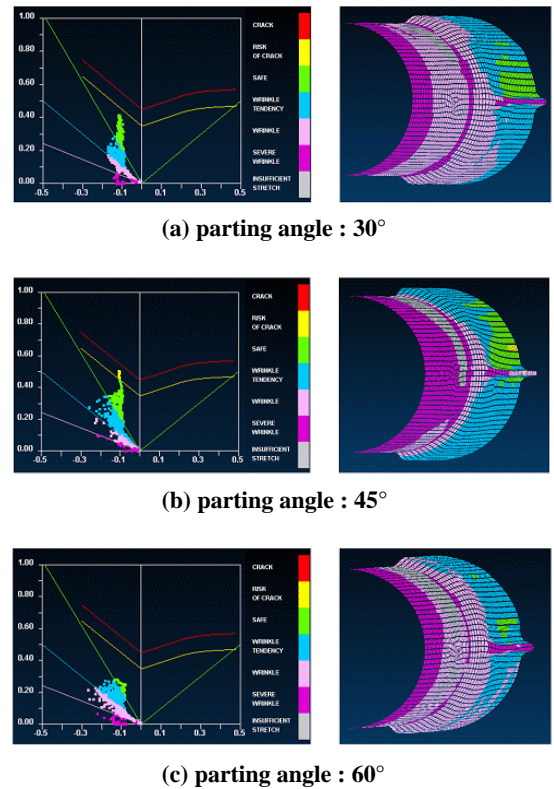 1.00
0.80
0.60
0.40
0.20
0.00
-0.5 -0.3 -0.1 0.1 0.3 0.5
CRACK
RISK
OF CRACK
SAFE
WRINKLE
TENDENCY
WRINKLE
SEVERE
WRINKLE
INSUFFICIENT
STRETCH
(a) parting angle : 30°
1.00
0.80
0.60
0.40
0.20
0.00
-0.5 -0.3 -0.1 0.1 0.3 0.5
CRACK
RISK
OF CRACK
SAFE
WRINKLE
TENDENCY
WRINKLE
SEVERE
WRINKLE
INSUFFICIENT
STRETCH
(b) parting angle : 45°
1.00
0.80
0.60
0.40
0.20
0.00
-0.5 -0.3 -0.1 0.1 0.3 0.5
CRACK
RISK
OF CRACK
SAFE
WRINKLE
TENDENCY
WRINKLE
SEVERE
WRINKLE
INSUFFICIENT
STRETCH
(c) parting angle : 60°